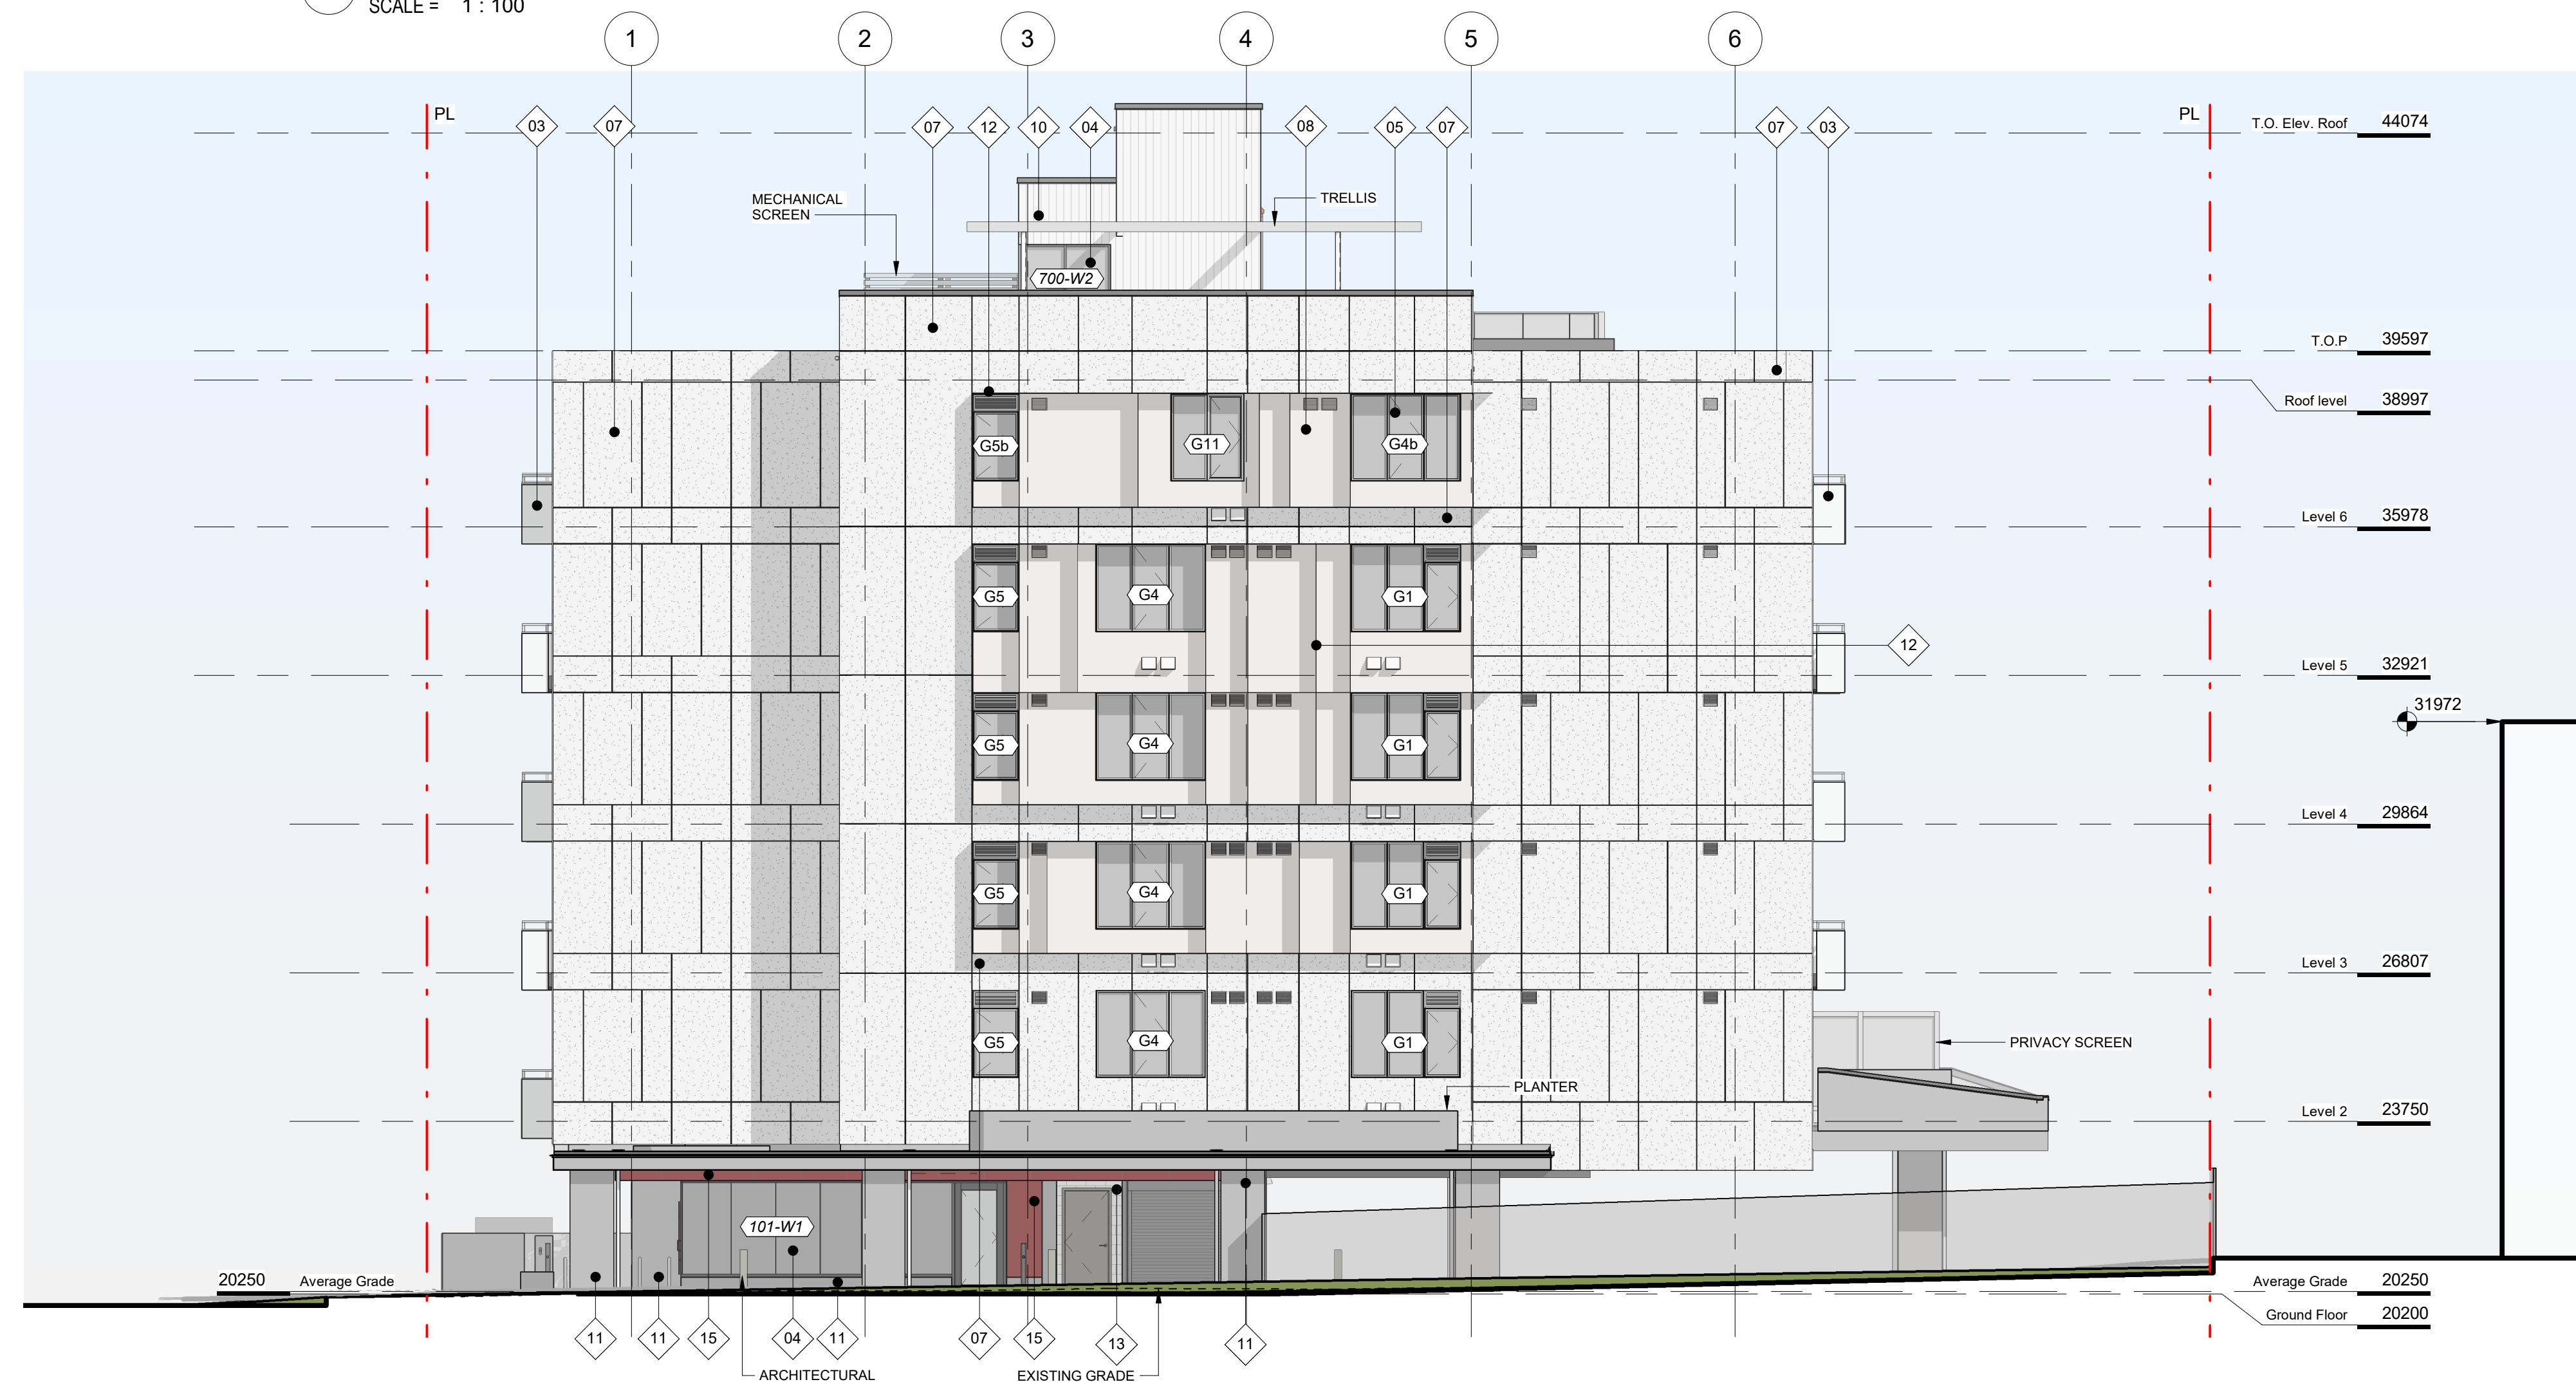 SCALE = 1 : 100
1 2 3 4 5 6
PL
PL
03 07 07 12 10 04 08 05 07 07 03
T.O. Elev. Roof 44074
MECHANICAL
SCREEN
TRELLIS
700-W2
T.O.P 39597
Roof level 38997
G5b G11 G4b
Level 6 35978
G5 G4 G1
12
Level 5 32921
31972
G5 G4 G1
Level 4 29864
G5 G4 G1
Level 3 26807
G5 G4 G1
PRIVACY SCREEN
PLANTER
Level 2 23750
101-W1
20250 Average Grade
Average Grade 20250
Ground Floor 20200
11 11 15 04 11 07 15 13 11
ARCHITECTURAL
EXISTING GRADE